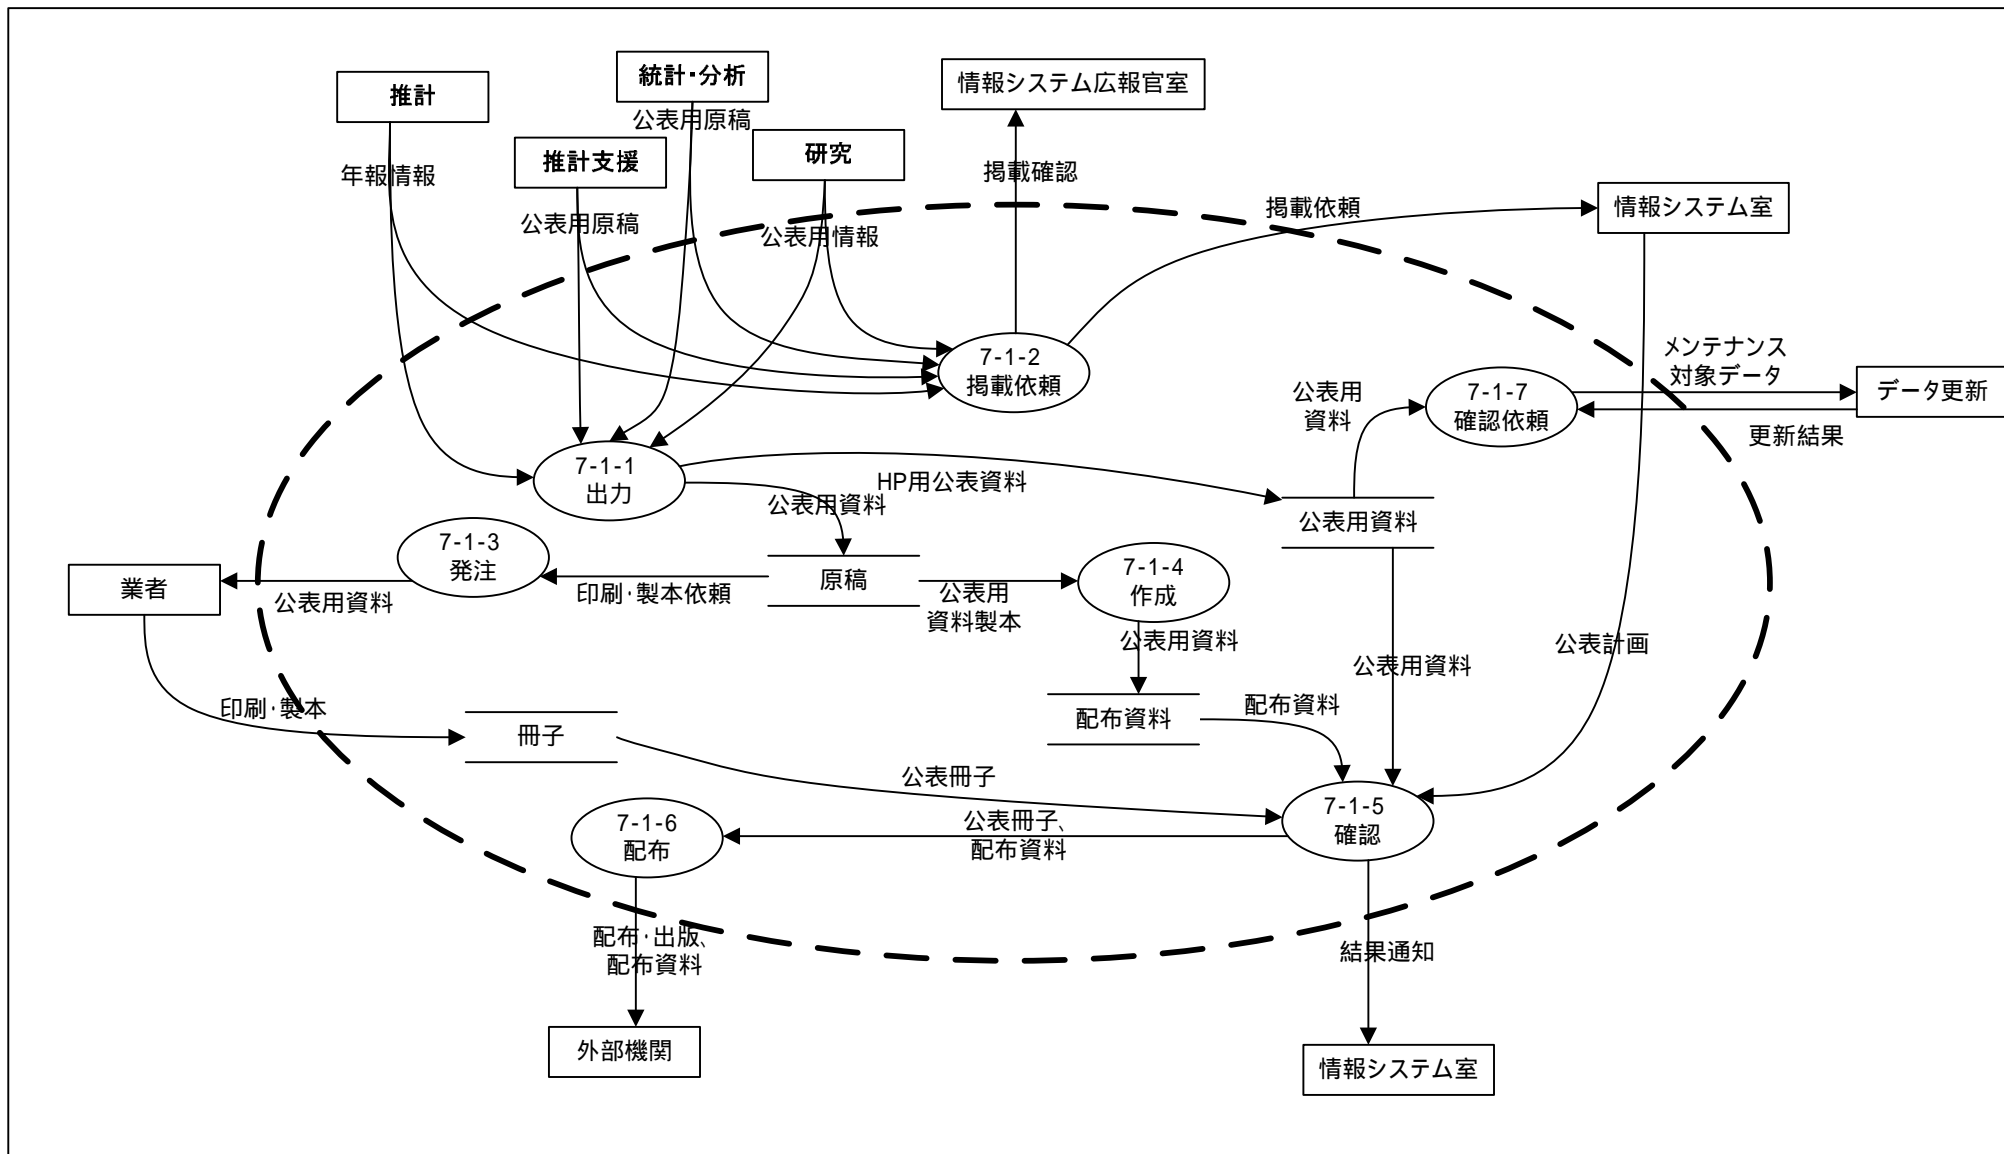 統計・分析
推計
情報システム広報官室
公表用原稿
推計支援
研究
年報情報
掲載確認
公表用原稿
公表用情報
掲載依頼
情報システム室
7-1-2
掲載依頼
メンテナンス
対象データ
データ更新
公表用
資料
7-1-7
確認依頼
更新結果
7-1-1
出力
HP用公表資料
公表用資料
公表用資料
7-1-3
発注
業者
公表用資料
印刷・製本依頼
原稿
公表用
資料製本
7-1-4
作成
公表用資料
公表用資料
公表計画
印刷・製本
冊子
配布資料
配布資料
公表冊子
7-1-6
配布
公表冊子、
配布資料
7-1-5
確認
配布・出版、
配布資料
結果通知
外部機関
情報システム室